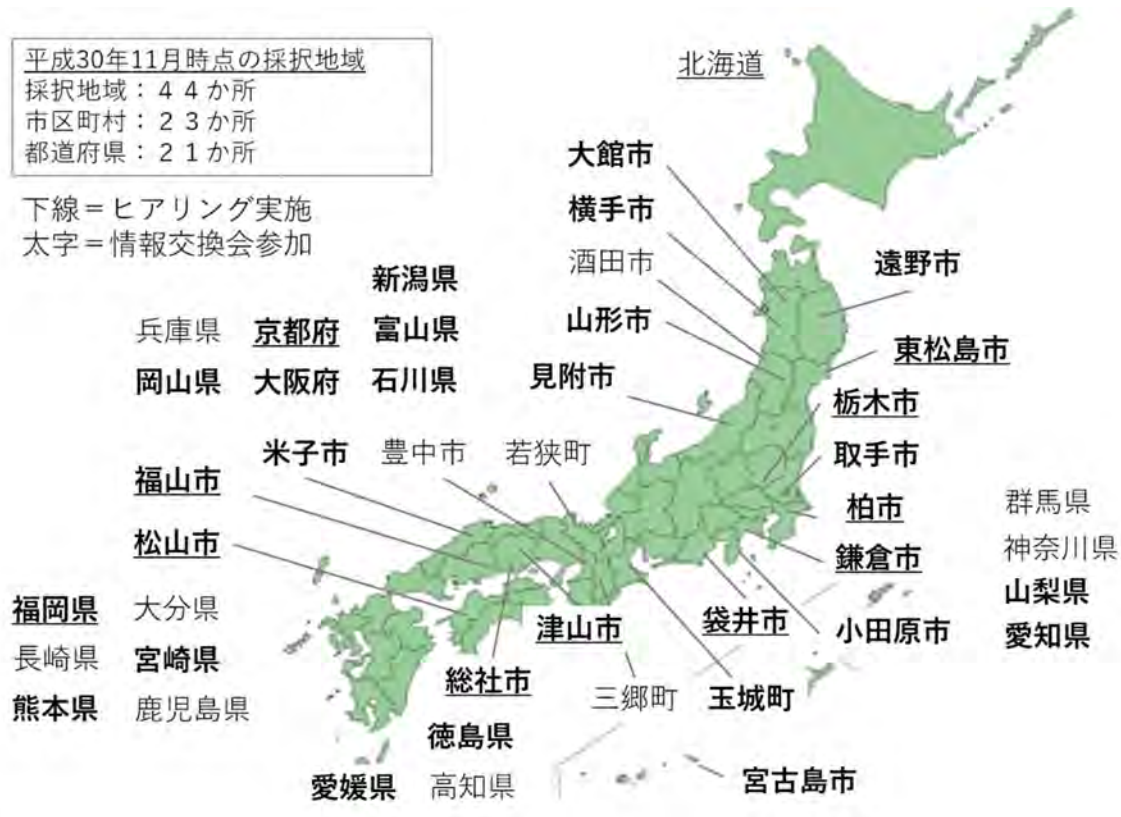 平成30年11月時点の採択地域
採択地域：４４か所
市区町村：２３か所
都道府県：２１か所
下線＝ヒアリング実施
太字＝情報交換会参加
北海道
大館市
横手市
酒田市
遠野市
新潟県
山形市
兵庫県 京都府 富山県
東松島市
岡山県 大阪府 石川県
見附市
栃木市
米子市 豊中市 若狭町
取手市
福山市
柏市
群馬県
松山市
鎌倉市
神奈川県
山梨県
福岡県 大分県
津山市
袋井市
小田原市
愛知県
長崎県 宮崎県
総社市
三郷町
玉城町
熊本県 鹿児島県
徳島県
愛媛県 高知県
宮古島市